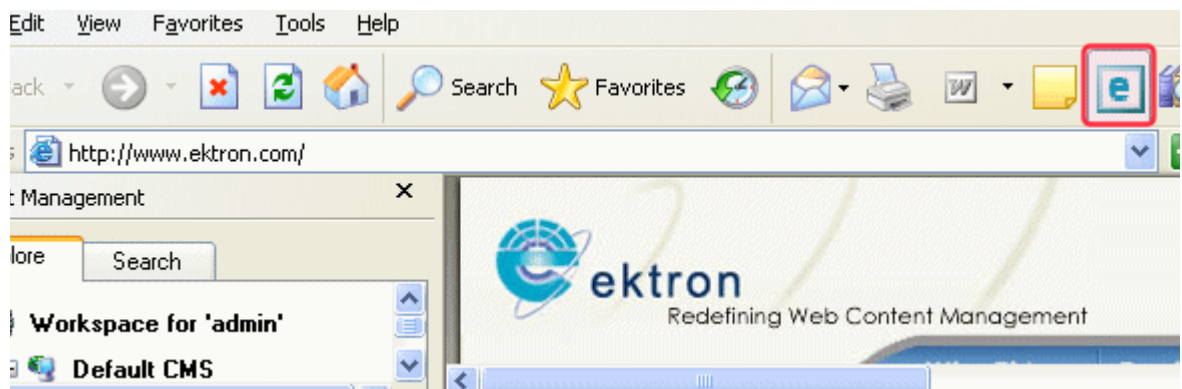 Edit View Favorites Tools Help
ack Search Favorites W e
http://www.ektron.com/
t Management X
lore Search
Workspace for 'admin'
Default CMS
ektron
Redefining Web Content Management